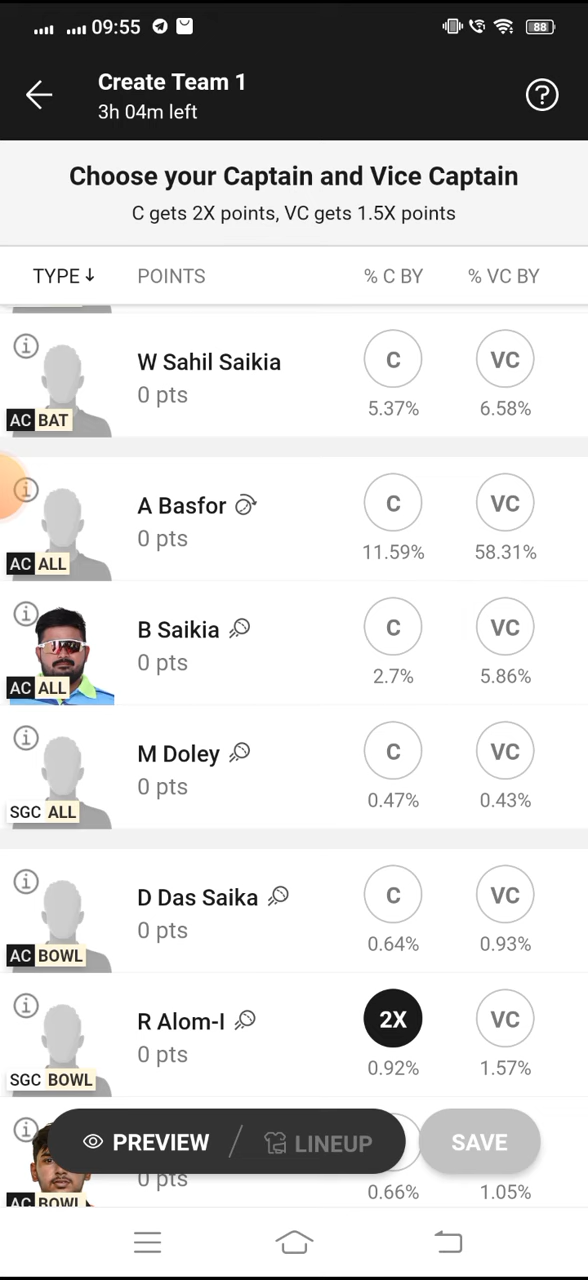 09:55
88
Create Team 1
3h 04m left
Choose your Captain and Vice Captain
C gets 2X points, VC gets 1.5X points
TYPE POINTS % C BY % VC BY
W Sahil Saikia
0 pts
C VC
5.37% 6.58%
AC BAT
A Basfor
0 pts
C VC
11.59% 58.31%
AC ALL
B Saikia
0 pts
C VC
2.7% 5.86%
AC ALL
M Doley
0 pts
C VC
0.47% 0.43%
SGC ALL
D Das Saika
0 pts
C VC
0.64% 0.93%
AC BOWL
R Alom-I
0 pts
2X VC
0.92% 1.57%
SGC BOWL
PREVIEW / LINEUP SAVE
0 pts
0.66% 1.05%
AC BOWL